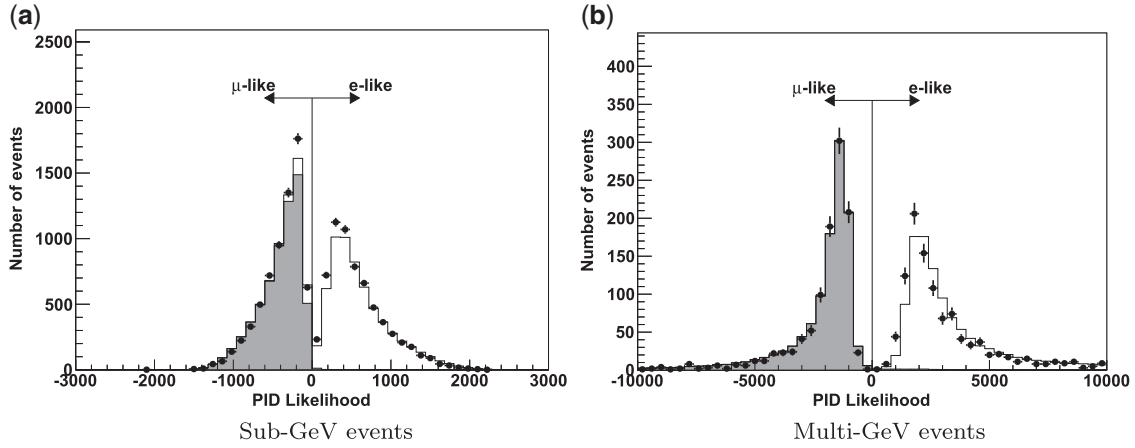 (a)
2500
2000
1500
1000
500
0
Number of events
μ-like
e-like
-3000 -2000 -1000 0 1000 2000 3000
PID Likelihood
Sub-GeV events
(b)
400
350
300
250
200
150
100
50
0
Number of events
μ-like
e-like
-10000 -5000 0 5000 10000
PID Likelihood
Multi-GeV events